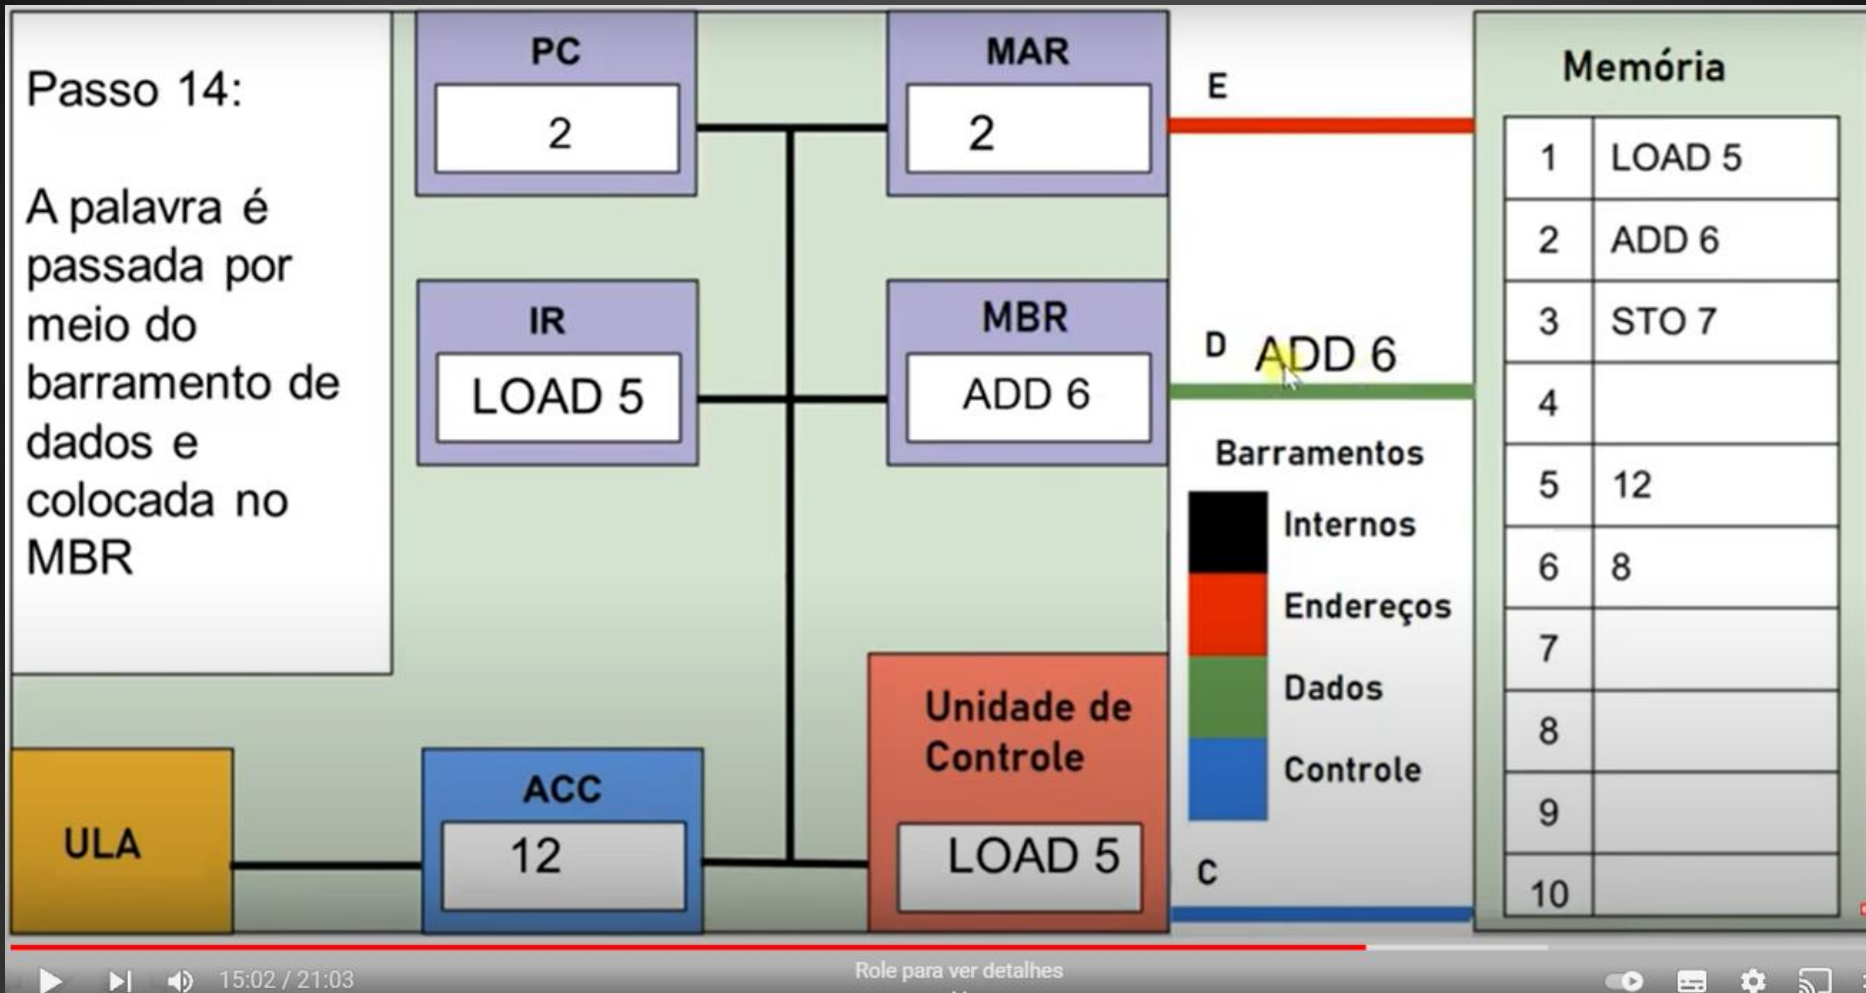 Passo 14:
A palavra é
passada por
meio do
barramento de
dados e
colocada no
MBR
PC
2
MAR
2
IR
LOAD 5
MBR
ADD 6
ULA
ACC
12
Unidade de
Controle
LOAD 5
E
D ADD 6
Barramentos
Internos
Endereços
Dados
Controle
C
Memória
1 LOAD 5
2 ADD 6
3 STO 7
4
5 12
6 8
7
8
9
10
15:02 / 21:03
Role para ver detalhes